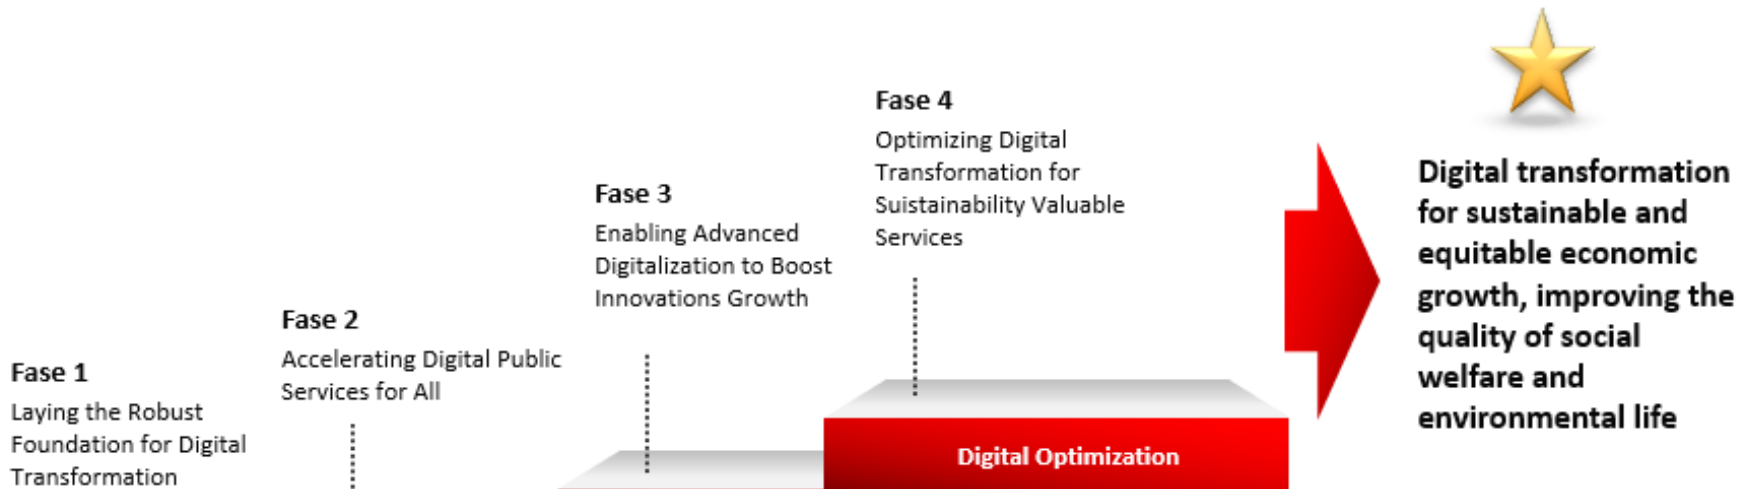 Fase 1
Laying the Robust
Foundation for Digital
Transformation
Fase 2
Accelerating Digital Public
Services for All
Fase 3
Enabling Advanced
Digitalization to Boost
Innovations Growth
Fase 4
Optimizing Digital
Transformation for
Suistainability Valuable
Services
Digital Optimization
Digital transformation
for sustainable and
equitable economic
growth, improving the
quality of social
welfare and
environmental life